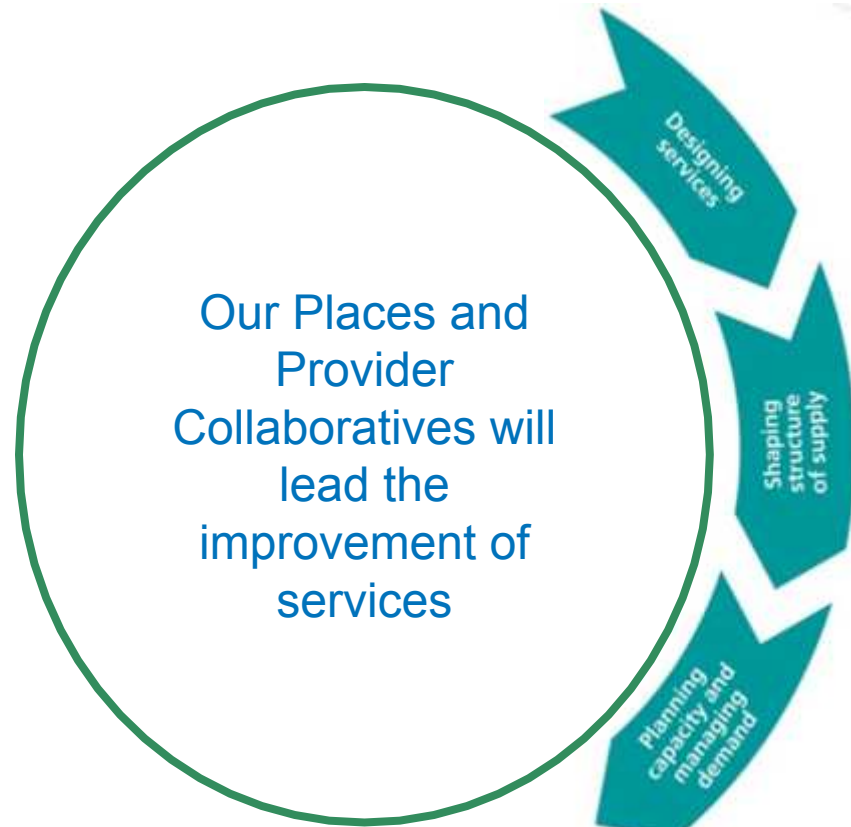 Our Places and
Provider
Collaboratives will
lead the
improvement of
services
Designing
services
Shaping
structure
of supply
Planning
capacity and
managing
demand